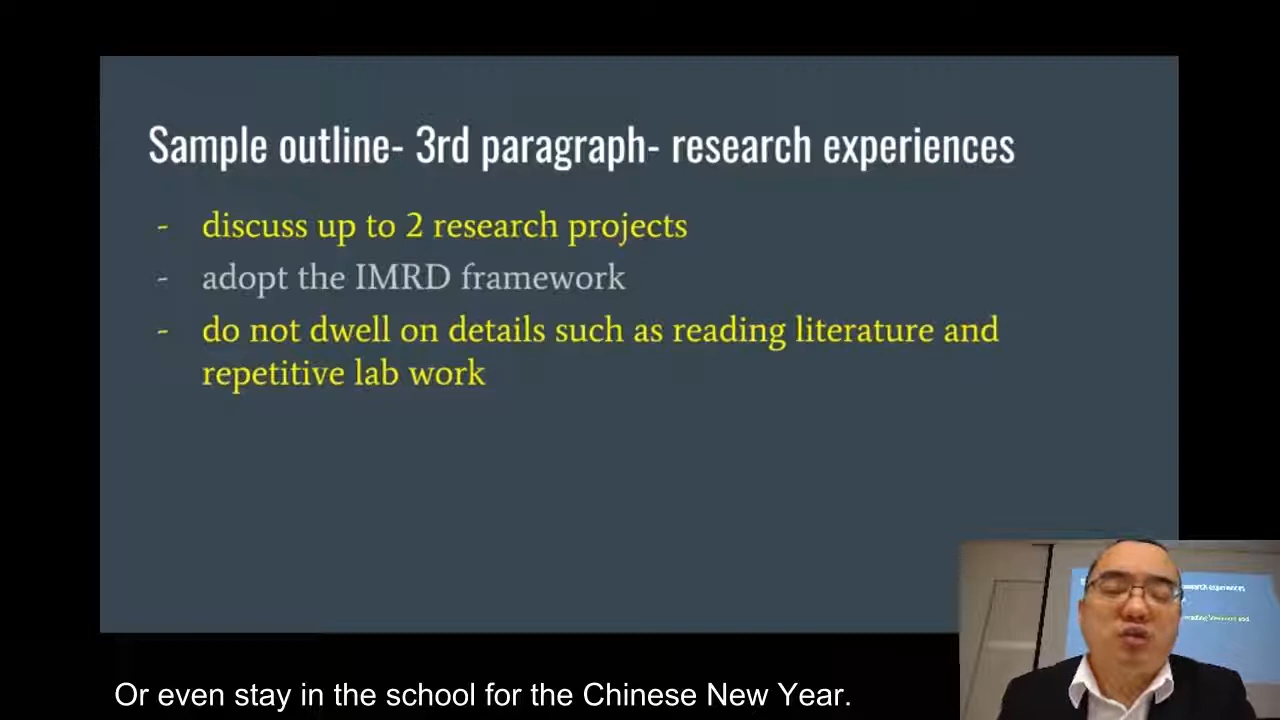 Sample outline- 3rd paragraph- research experiences
- discuss up to 2 research projects
- adopt the IMRD framework
- do not dwell on details such as reading literature and
repetitive lab work
Or even stay in the school for the Chinese New Year.